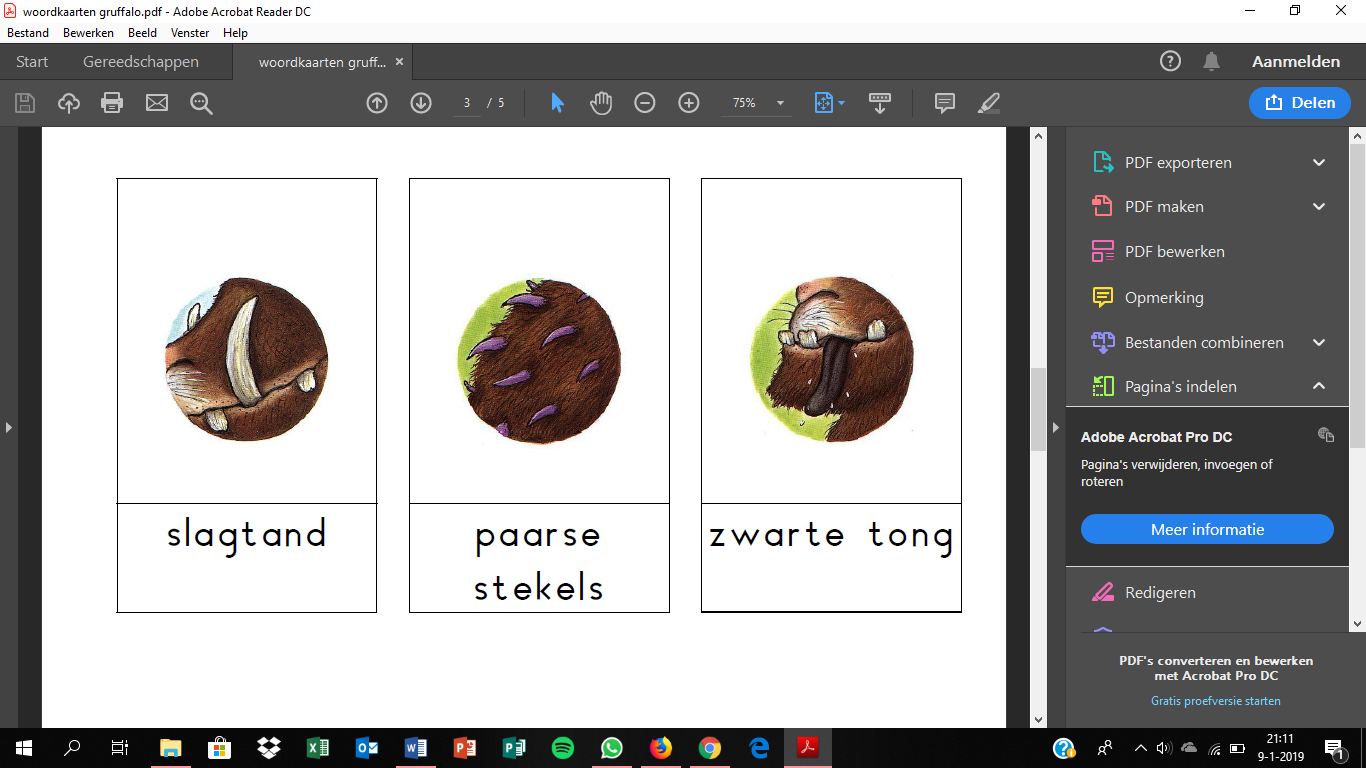 woordkaarten gruffalo.pdf - Adobe Acrobat Reader DC
Bestand Bewerken Beeld Venster Help
Start Gereedschappen woordkaarten gruff... × Aanmelden
3 / 5 75% Delen
slagtand
paarse
stekels
zwarte tong
PDF exporteren
PDF maken
PDF bewerken
Opmerking
Bestanden combineren
Pagina's indelen
Adobe Acrobat Pro DC
Pagina's verwijderen, invoegen of
roteren
Meer informatie
Redigeren
PDF's converteren en bewerken
met Acrobat Pro DC
Gratis proefversie starten
21:11
9-1-2019
1